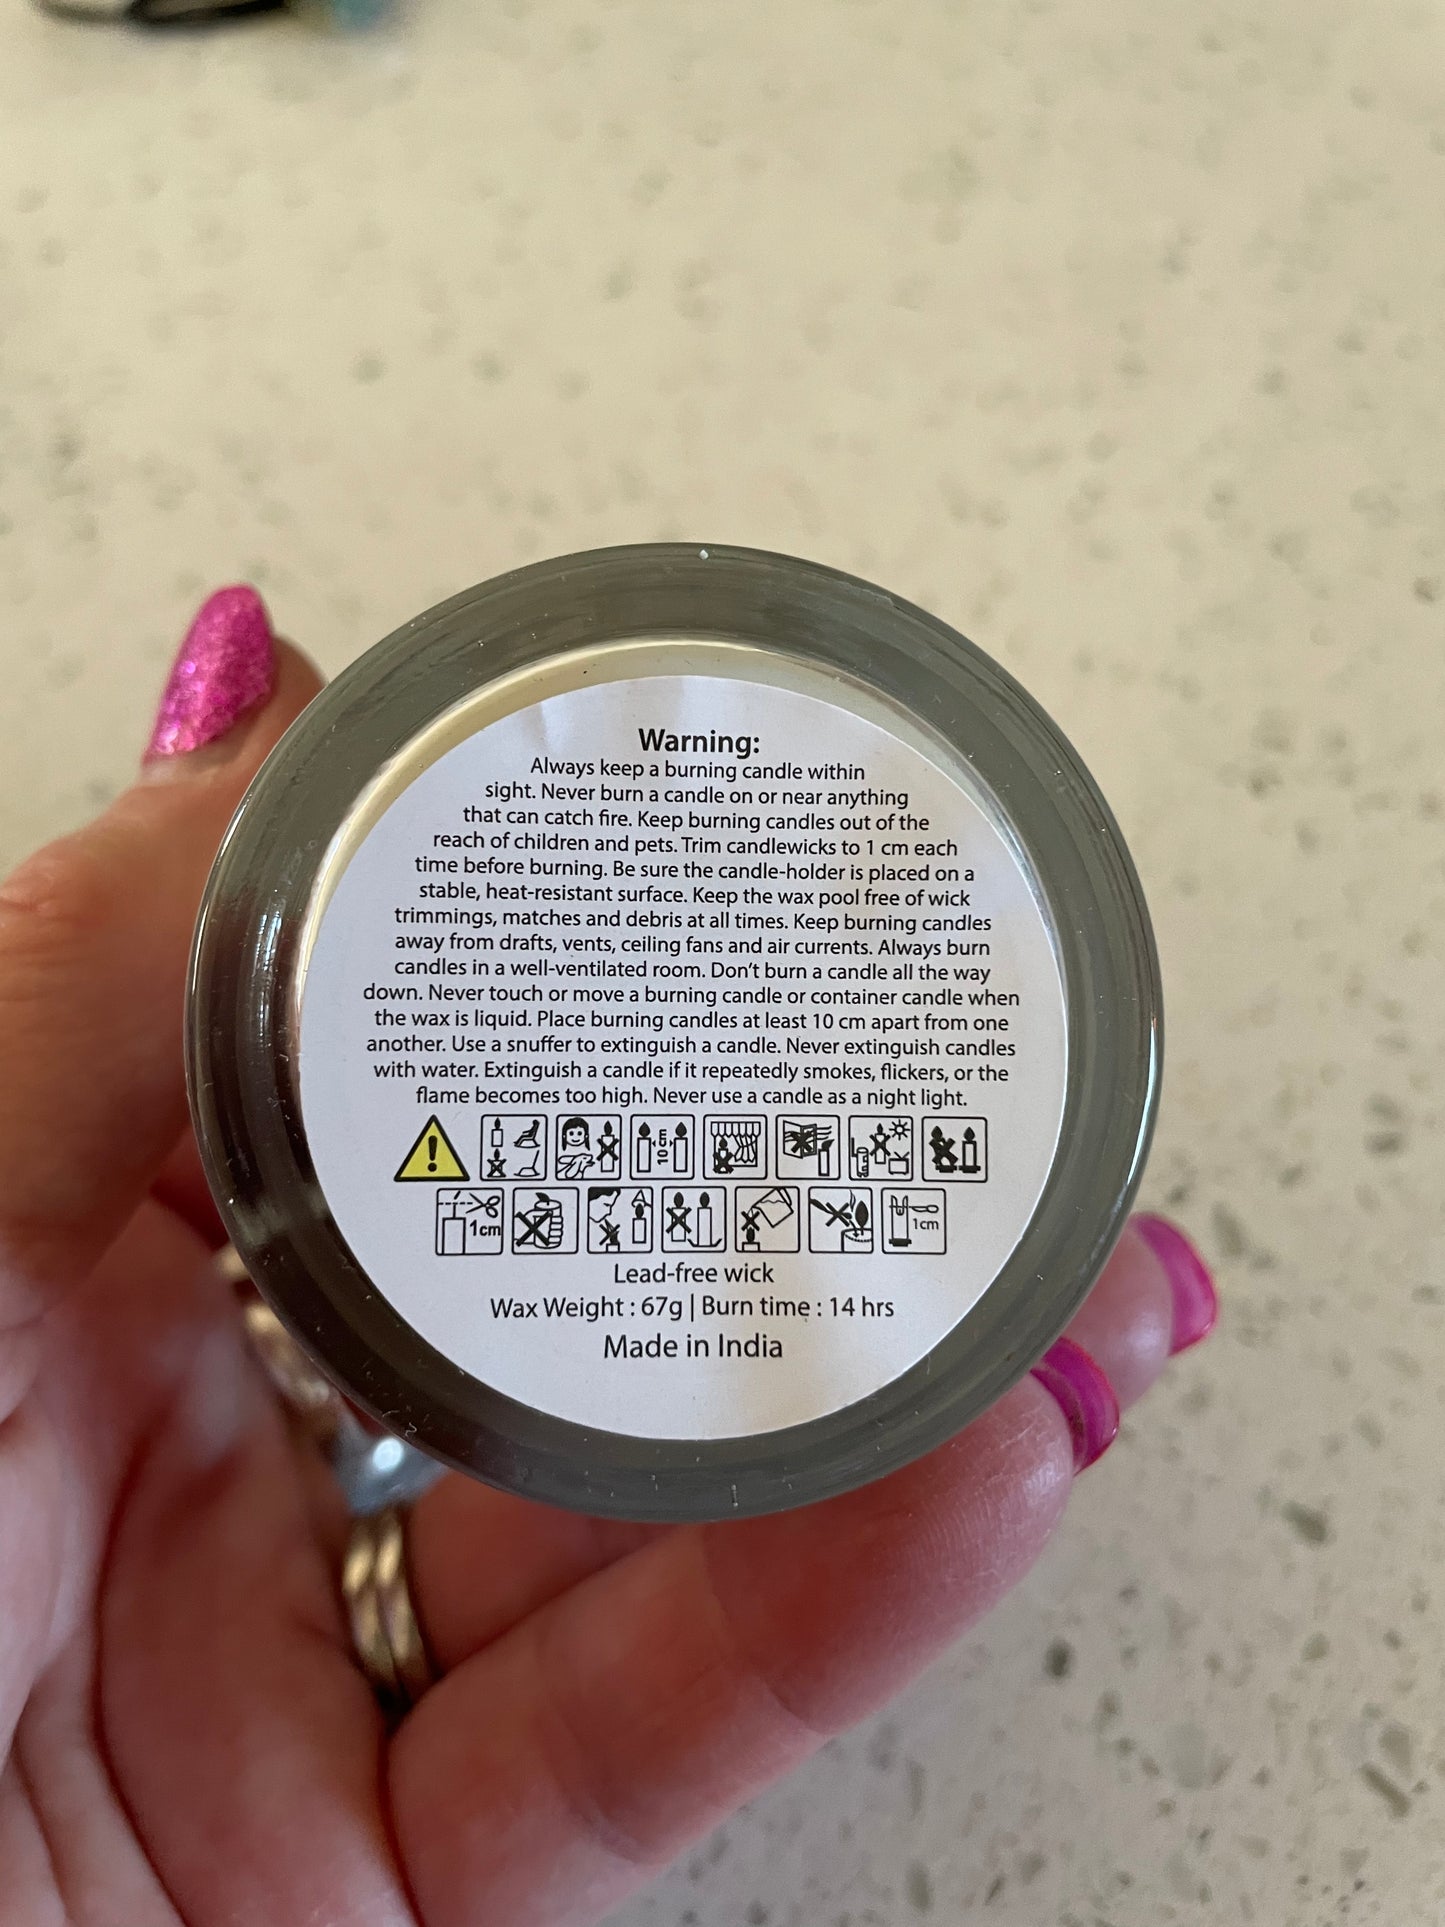 Warning:
Always keep a burning candle within
sight. Never burn a candle on or near anything
that can catch fire. Keep burning candles out of the
reach of children and pets. Trim candlewicks to 1 cm each
time before burning. Be sure the candle-holder is placed on a
stable, heat-resistant surface. Keep the wax pool free of wick
trimmings, matches and debris at all times. Keep burning candles
away from drafts, vents, ceiling fans and air currents. Always burn
candles in a well-ventilated room. Don't burn a candle all the way
down. Never touch or move a burning candle or container candle when
the wax is liquid. Place burning candles at least 10 cm apart from one
another. Use a snuffer to extinguish a candle. Never extinguish candles
with water. Extinguish a candle if it repeatedly smokes, flickers, or the
flame becomes too high. Never use a candle as a night light.
10 cm
1cm
1cm
Lead-free wick
Wax Weight : 67g | Burn time : 14 hrs
Made in India